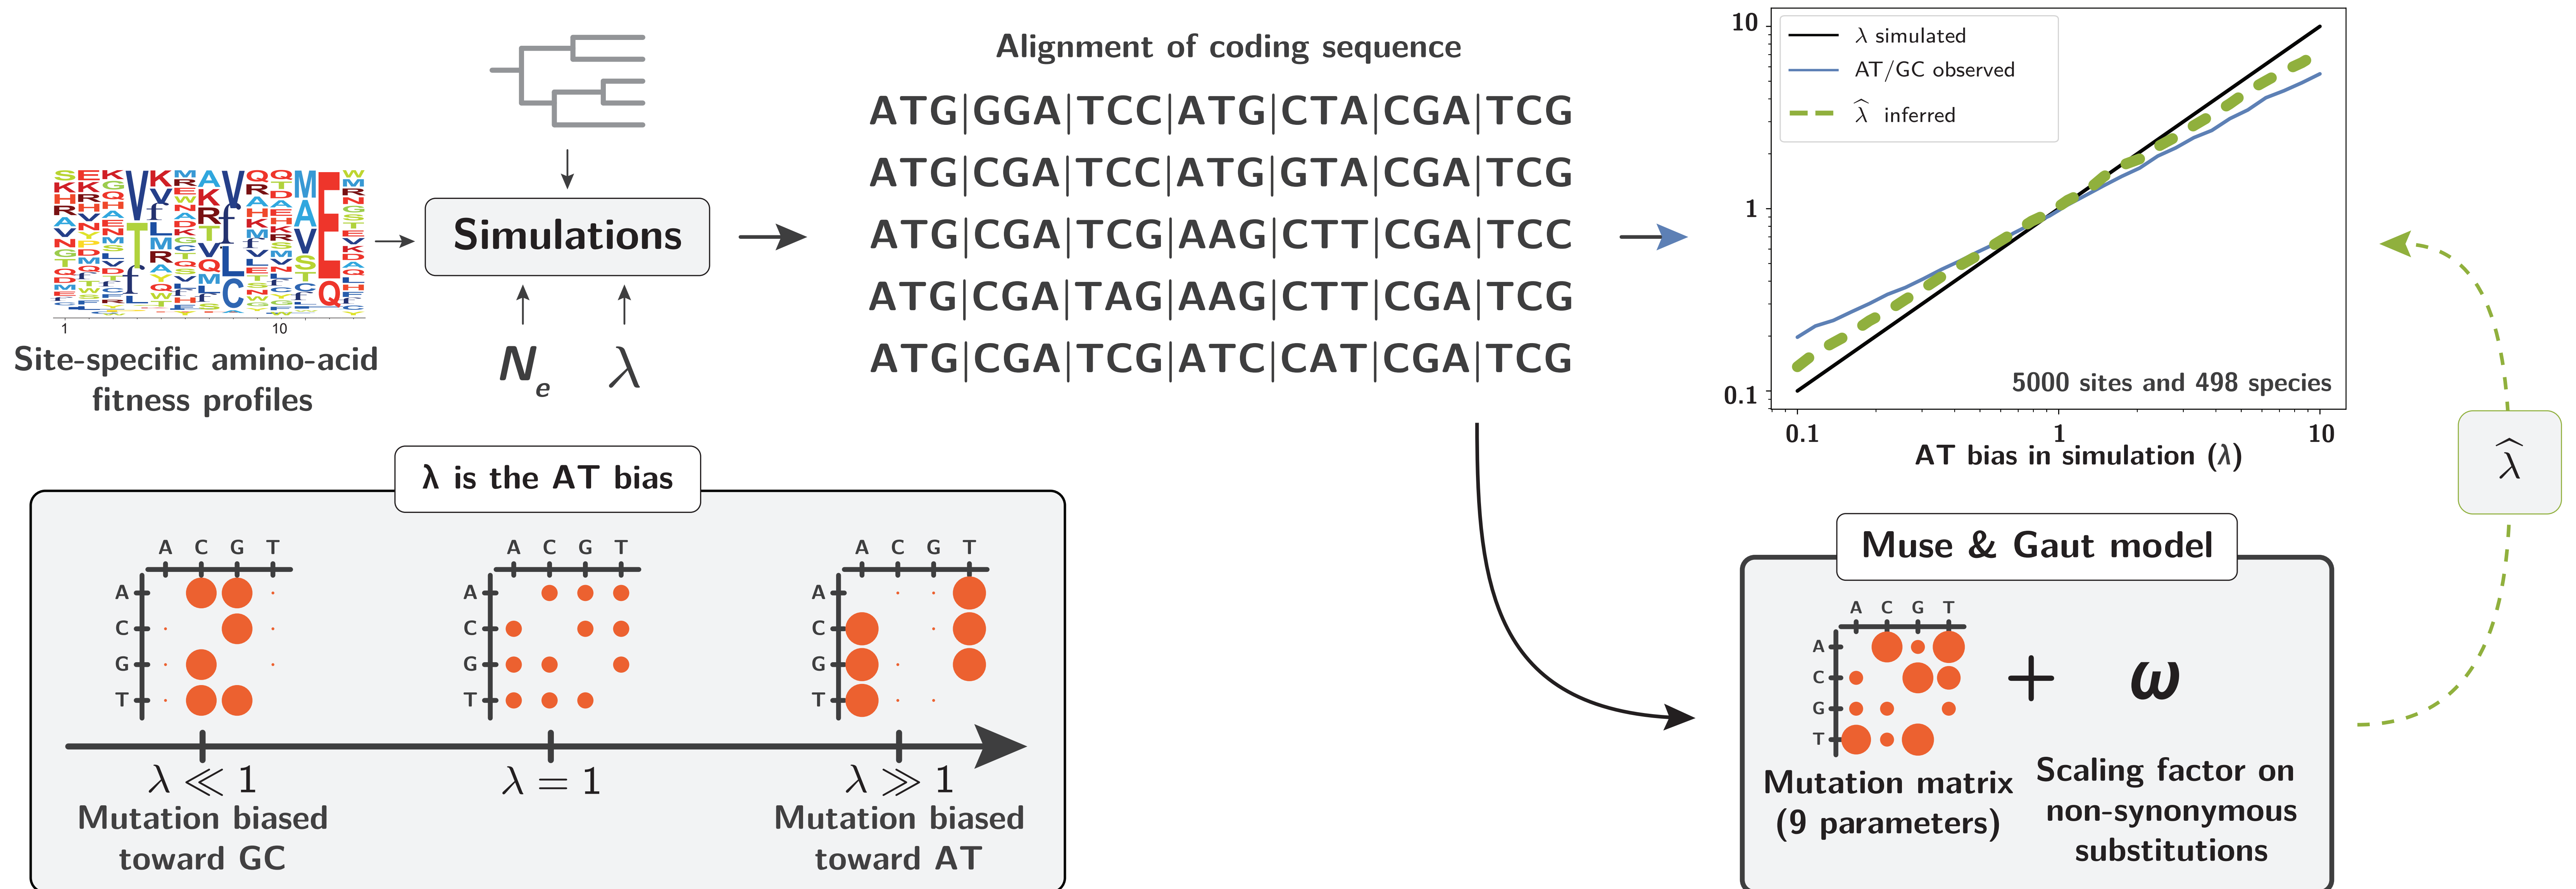 Alignment of coding sequence
ATG|GGA|TCC|ATG|CTA|CGA|TCG
ATG|CGA|TCC|ATG|GTA|CGA|TCG
ATG|CGA|TCG|AAG|CTT|CGA|TCC
ATG|CGA|TAG|AAG|CTT|CGA|TCG
ATG|CGA|TCG|ATC|CAT|CGA|TCG
1 10
Site-specific amino-acid
fitness profiles
Simulations
Nₑ λ
10
1
0.1
λ simulated
AT/GC observed
λ̂ inferred
5000 sites and 498 species
0.1 1 10
AT bias in simulation (λ)
λ̂
λ is the AT bias
A C G T
A
C
G
T
λ ≪ 1
Mutation biased
toward GC
A C G T
A
C
G
T
λ = 1
A C G T
A
C
G
T
λ ≫ 1
Mutation biased
toward AT
Muse & Gaut model
A C G T
A
C
G
T
+ ω
Mutation matrix
(9 parameters)
Scaling factor on
non-synonymous
substitutions